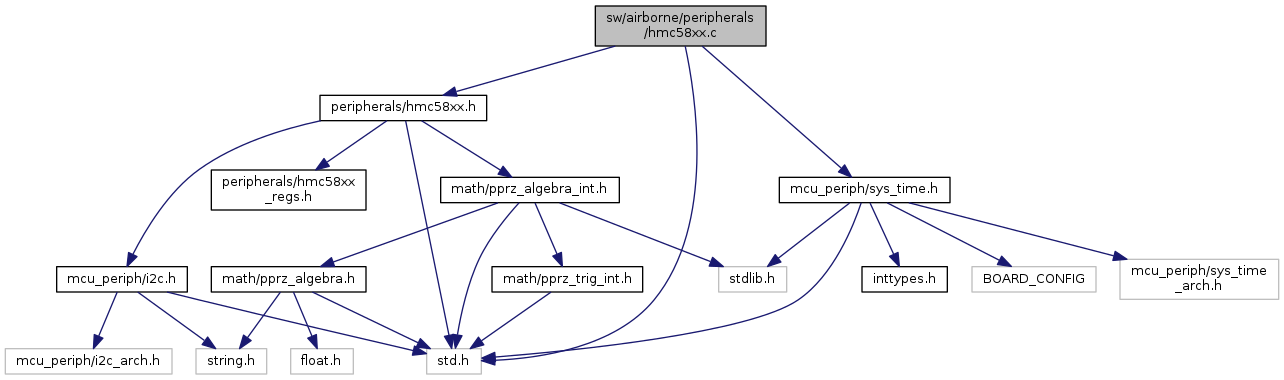 sw/airborne/peripherals
/hmc58xx.c
peripherals/hmc58xx.h
peripherals/hmc58xx
_regs.h
math/pprz_algebra_int.h
mcu_periph/sys_time.h
mcu_periph/i2c.h
math/pprz_algebra.h
math/pprz_trig_int.h
stdlib.h
inttypes.h
BOARD_CONFIG
mcu_periph/sys_time
_arch.h
mcu_periph/i2c_arch.h
string.h
float.h
std.h